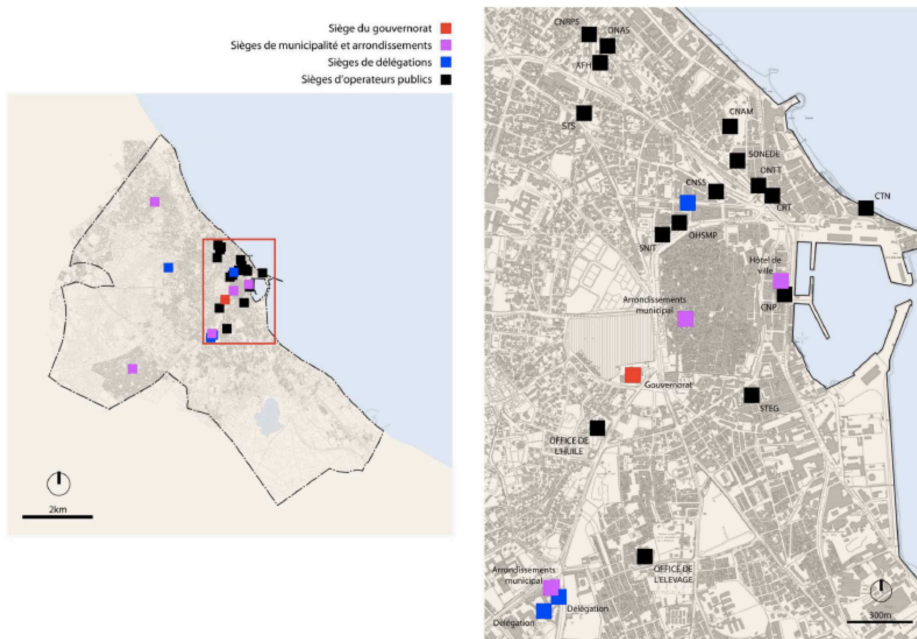 Siège du gouvernorat
Sièges de municipalité et arrondissements
Sièges de délégations
Sièges d'operateurs publics
2km
CNRPS
ONAS
AFH
STS
CNAM
SONEDE
ONTT
CNSS
CRT
CTN
OHSMP
SNIT
Hôtel de
ville
CNP
Arrondissements
municipal
Gouvernorat
STEG
OFFICE DE
L'HUILE
OFFICE DE
L'ELEVAGE
Arrondissements
municipal
Délégation
Délégation
300m